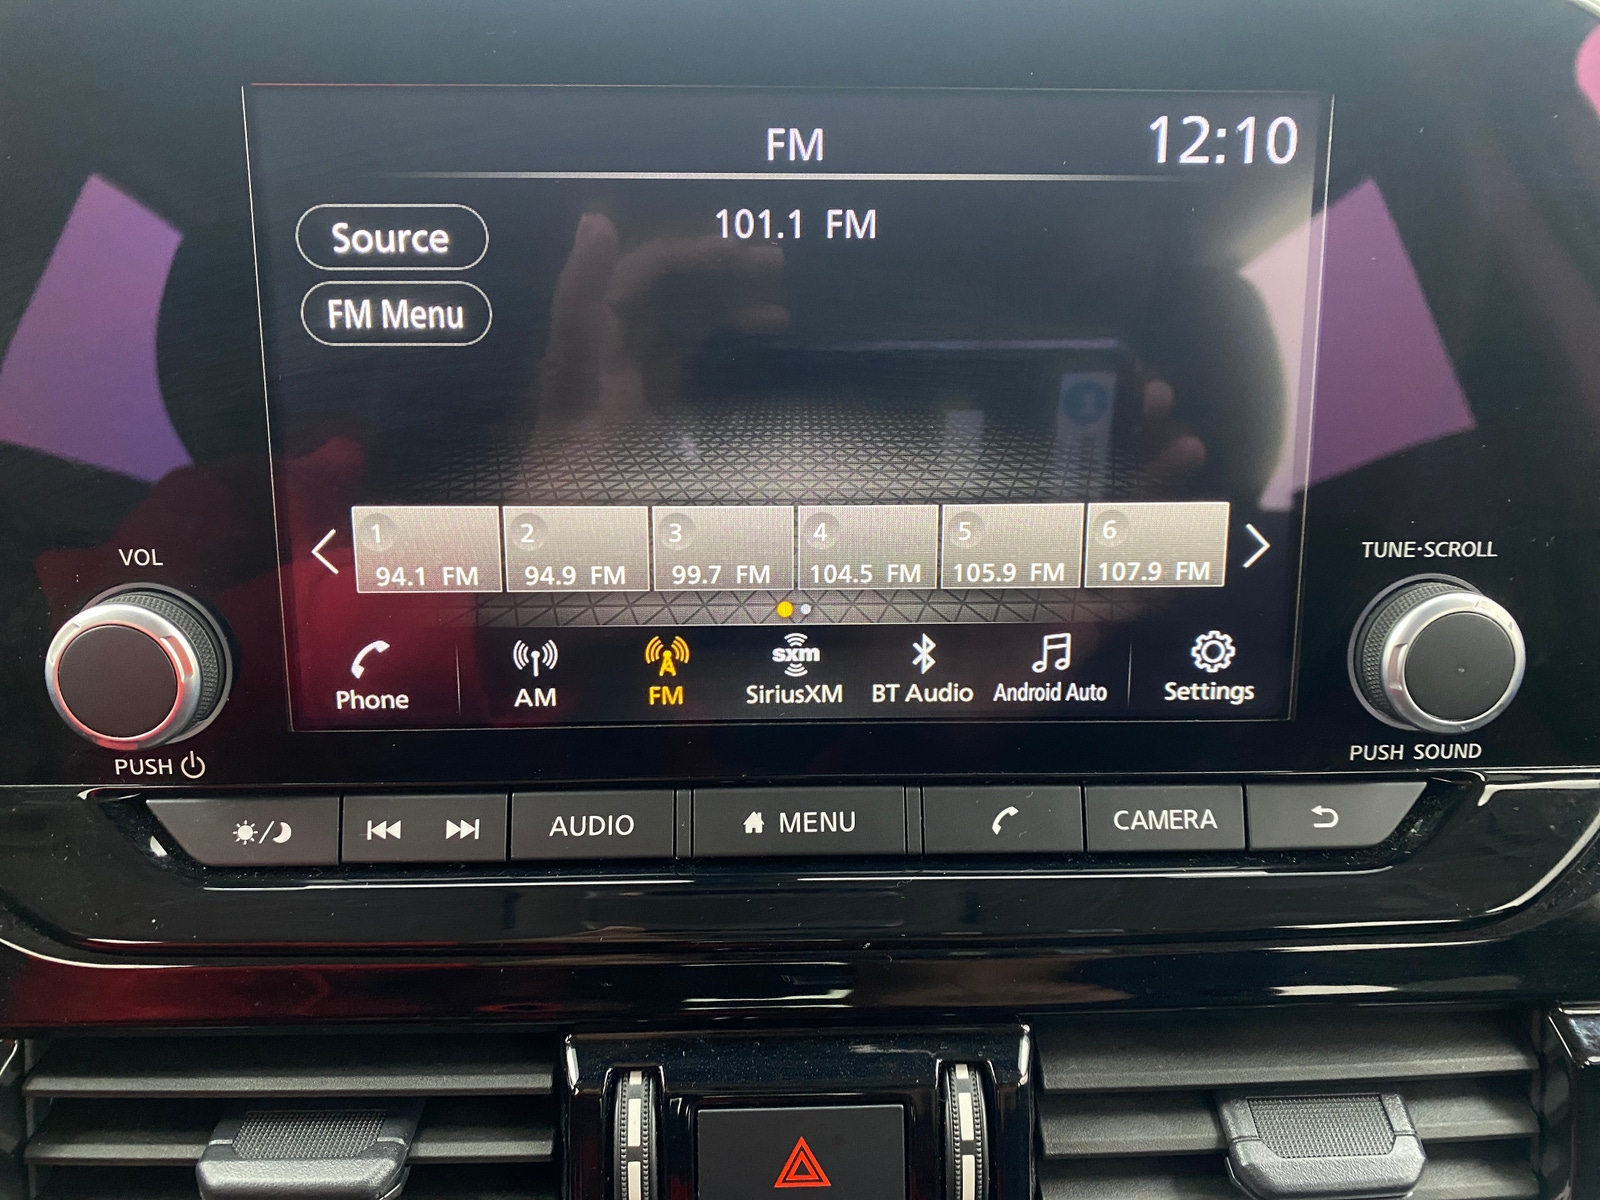 FM
12:10
Source
101.1 FM
FM Menu
1
2
3
4
5
6
94.1 FM
94.9 FM
99.7 FM
104.5 FM
105.9 FM
107.9 FM
VOL
TUNE·SCROLL
sxm
Phone
AM
FM
SiriusXM
BT Audio
Android Auto
Settings
PUSH
PUSH SOUND
AUDIO
MENU
CAMERA